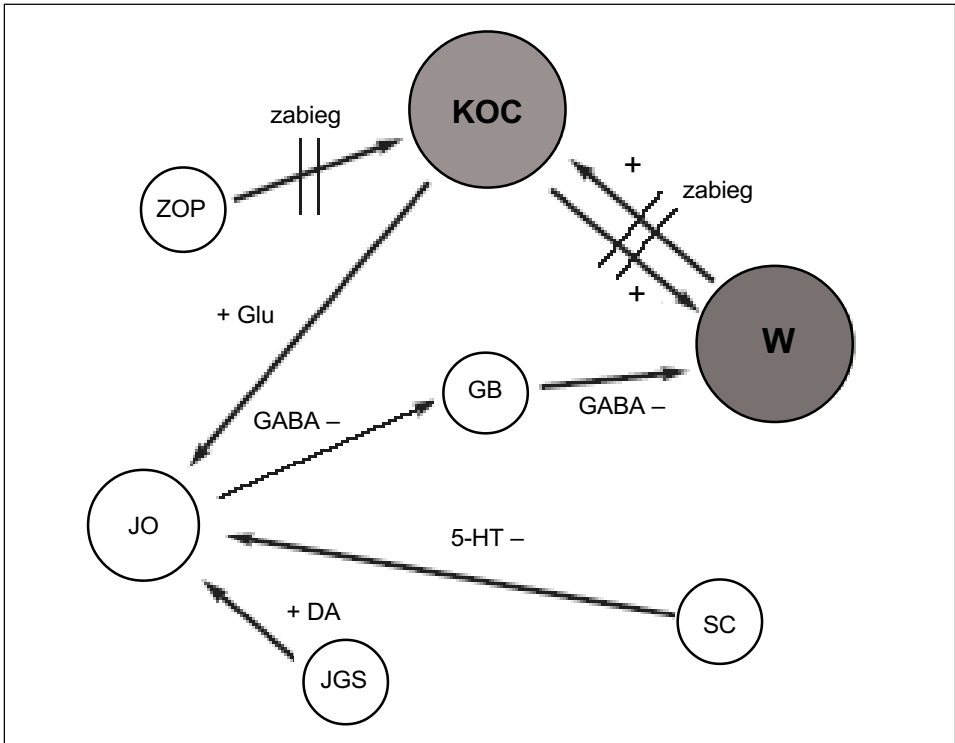 KOC
zabieg
+
zabieg
ZOP
+
+ Glu
W
GB
GABA –
GABA –
JO
5-HT –
+ DA
SC
JGS